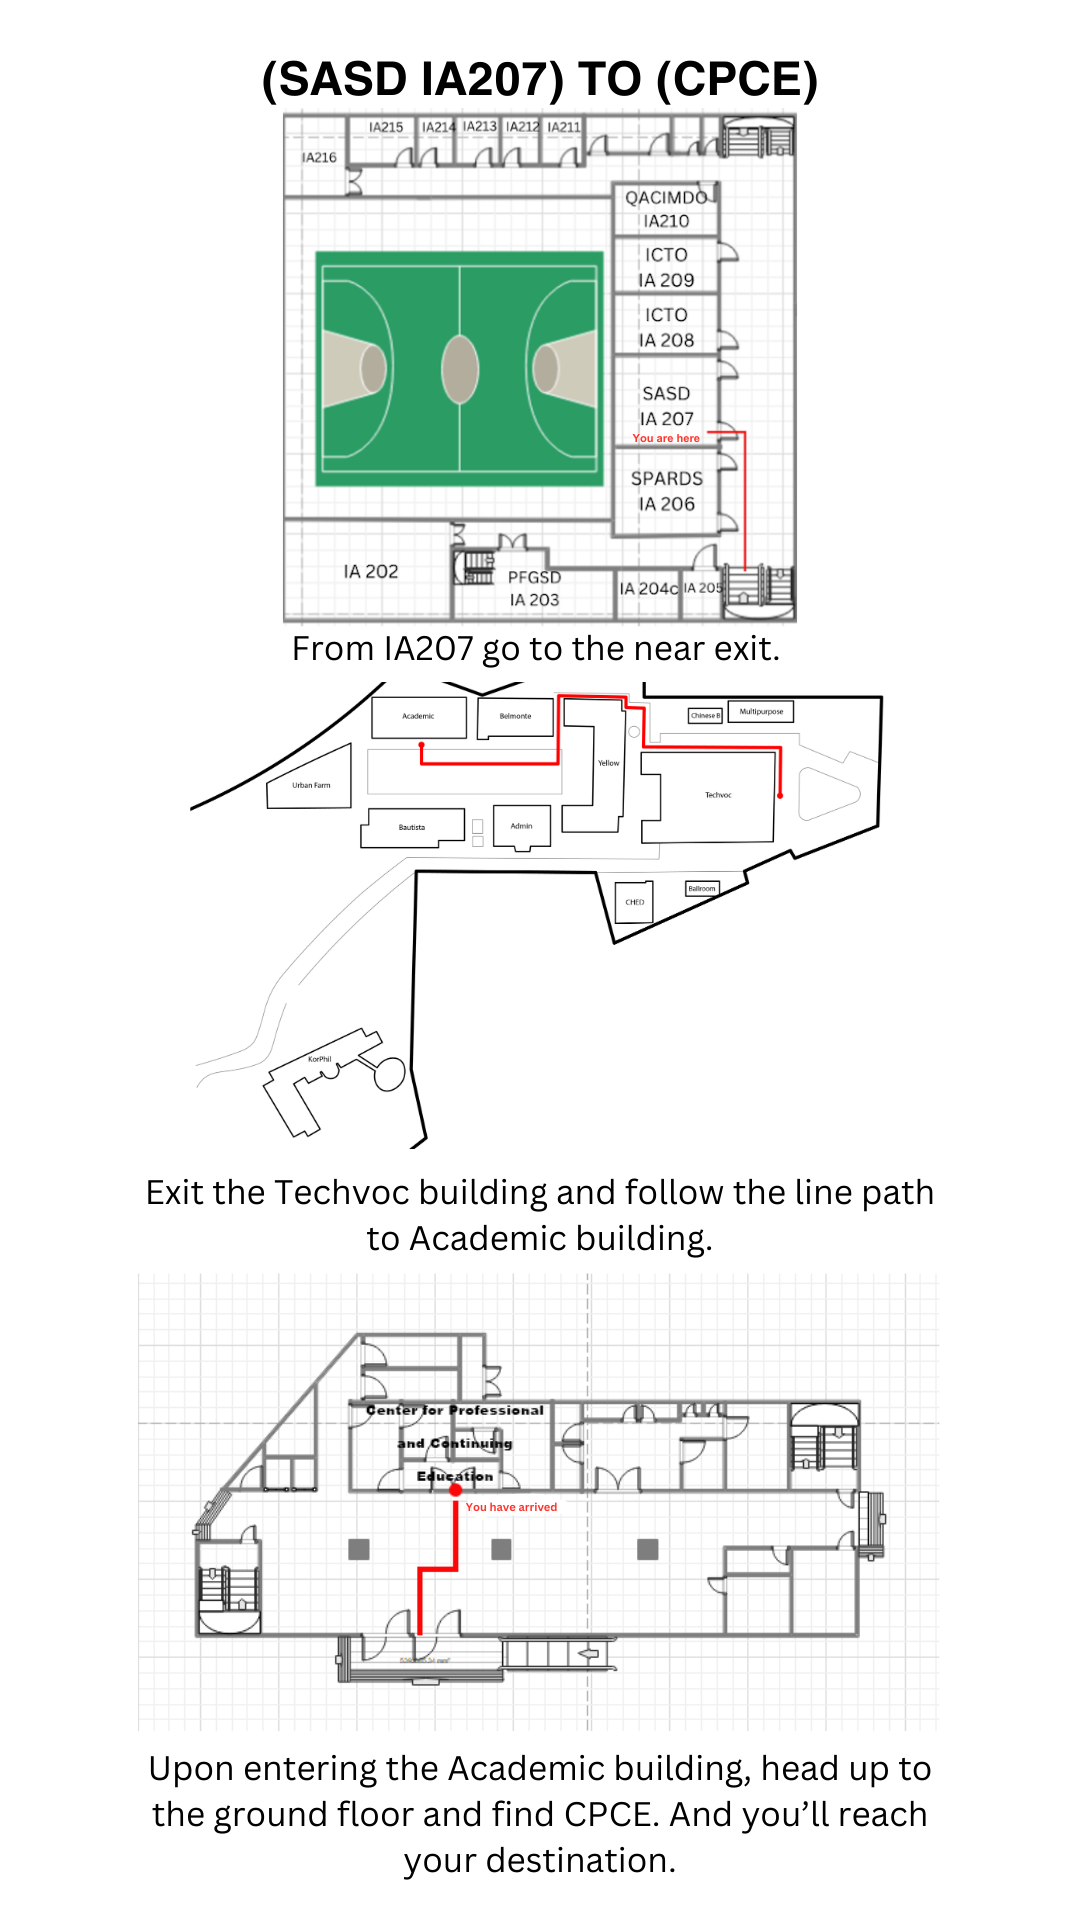 (SASD IA207) TO (CPCE)
IA215
IA214
IA213
IA212
IA211
IA216
QACIMDO
IA210
ICTO
IA 209
ICTO
IA 208
SASD
IA 207
You are here
SPARDS
IA 206
IA 202
PFGSD
IA 203
IA 204c
IA 205
From IA207 go to the near exit.
Academic
Belmonte
Chinese B
Multipurpose
Urban Farm
Yellow
Techvoc
Bautista
Admin
CHED
Ballroom
KorPhil
Exit the Techvoc building and follow the line path
to Academic building.
Center for Professional
and Continuing
Education
You have arrived
Upon entering the Academic building, head up to
the ground floor and find CPCE. And you’ll reach
your destination.